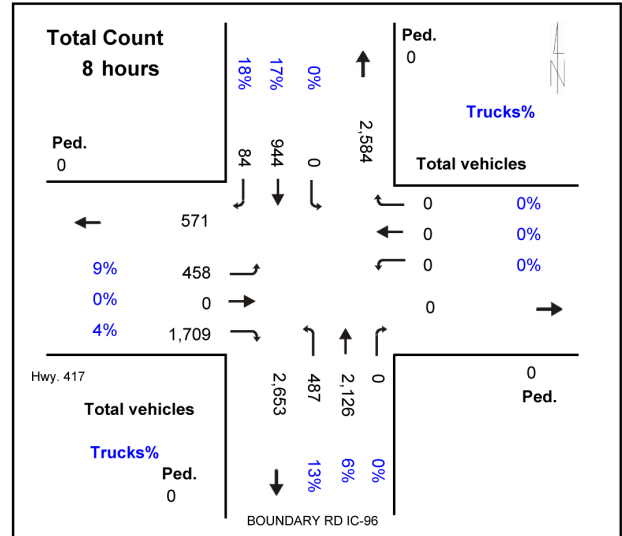 Total Count
8 hours
18%
17%
0%
Ped.
0
N
Trucks%
2,584
Ped.
0
84
944
0
Total vehicles
571
0
0%
0
0%
9%
458
0
0%
0%
0
0
4%
1,709
Hwy. 417
2,653
487
2,126
0
0
Ped.
Total vehicles
Trucks%
13%
6%
0%
Ped.
0
BOUNDARY RD IC-96